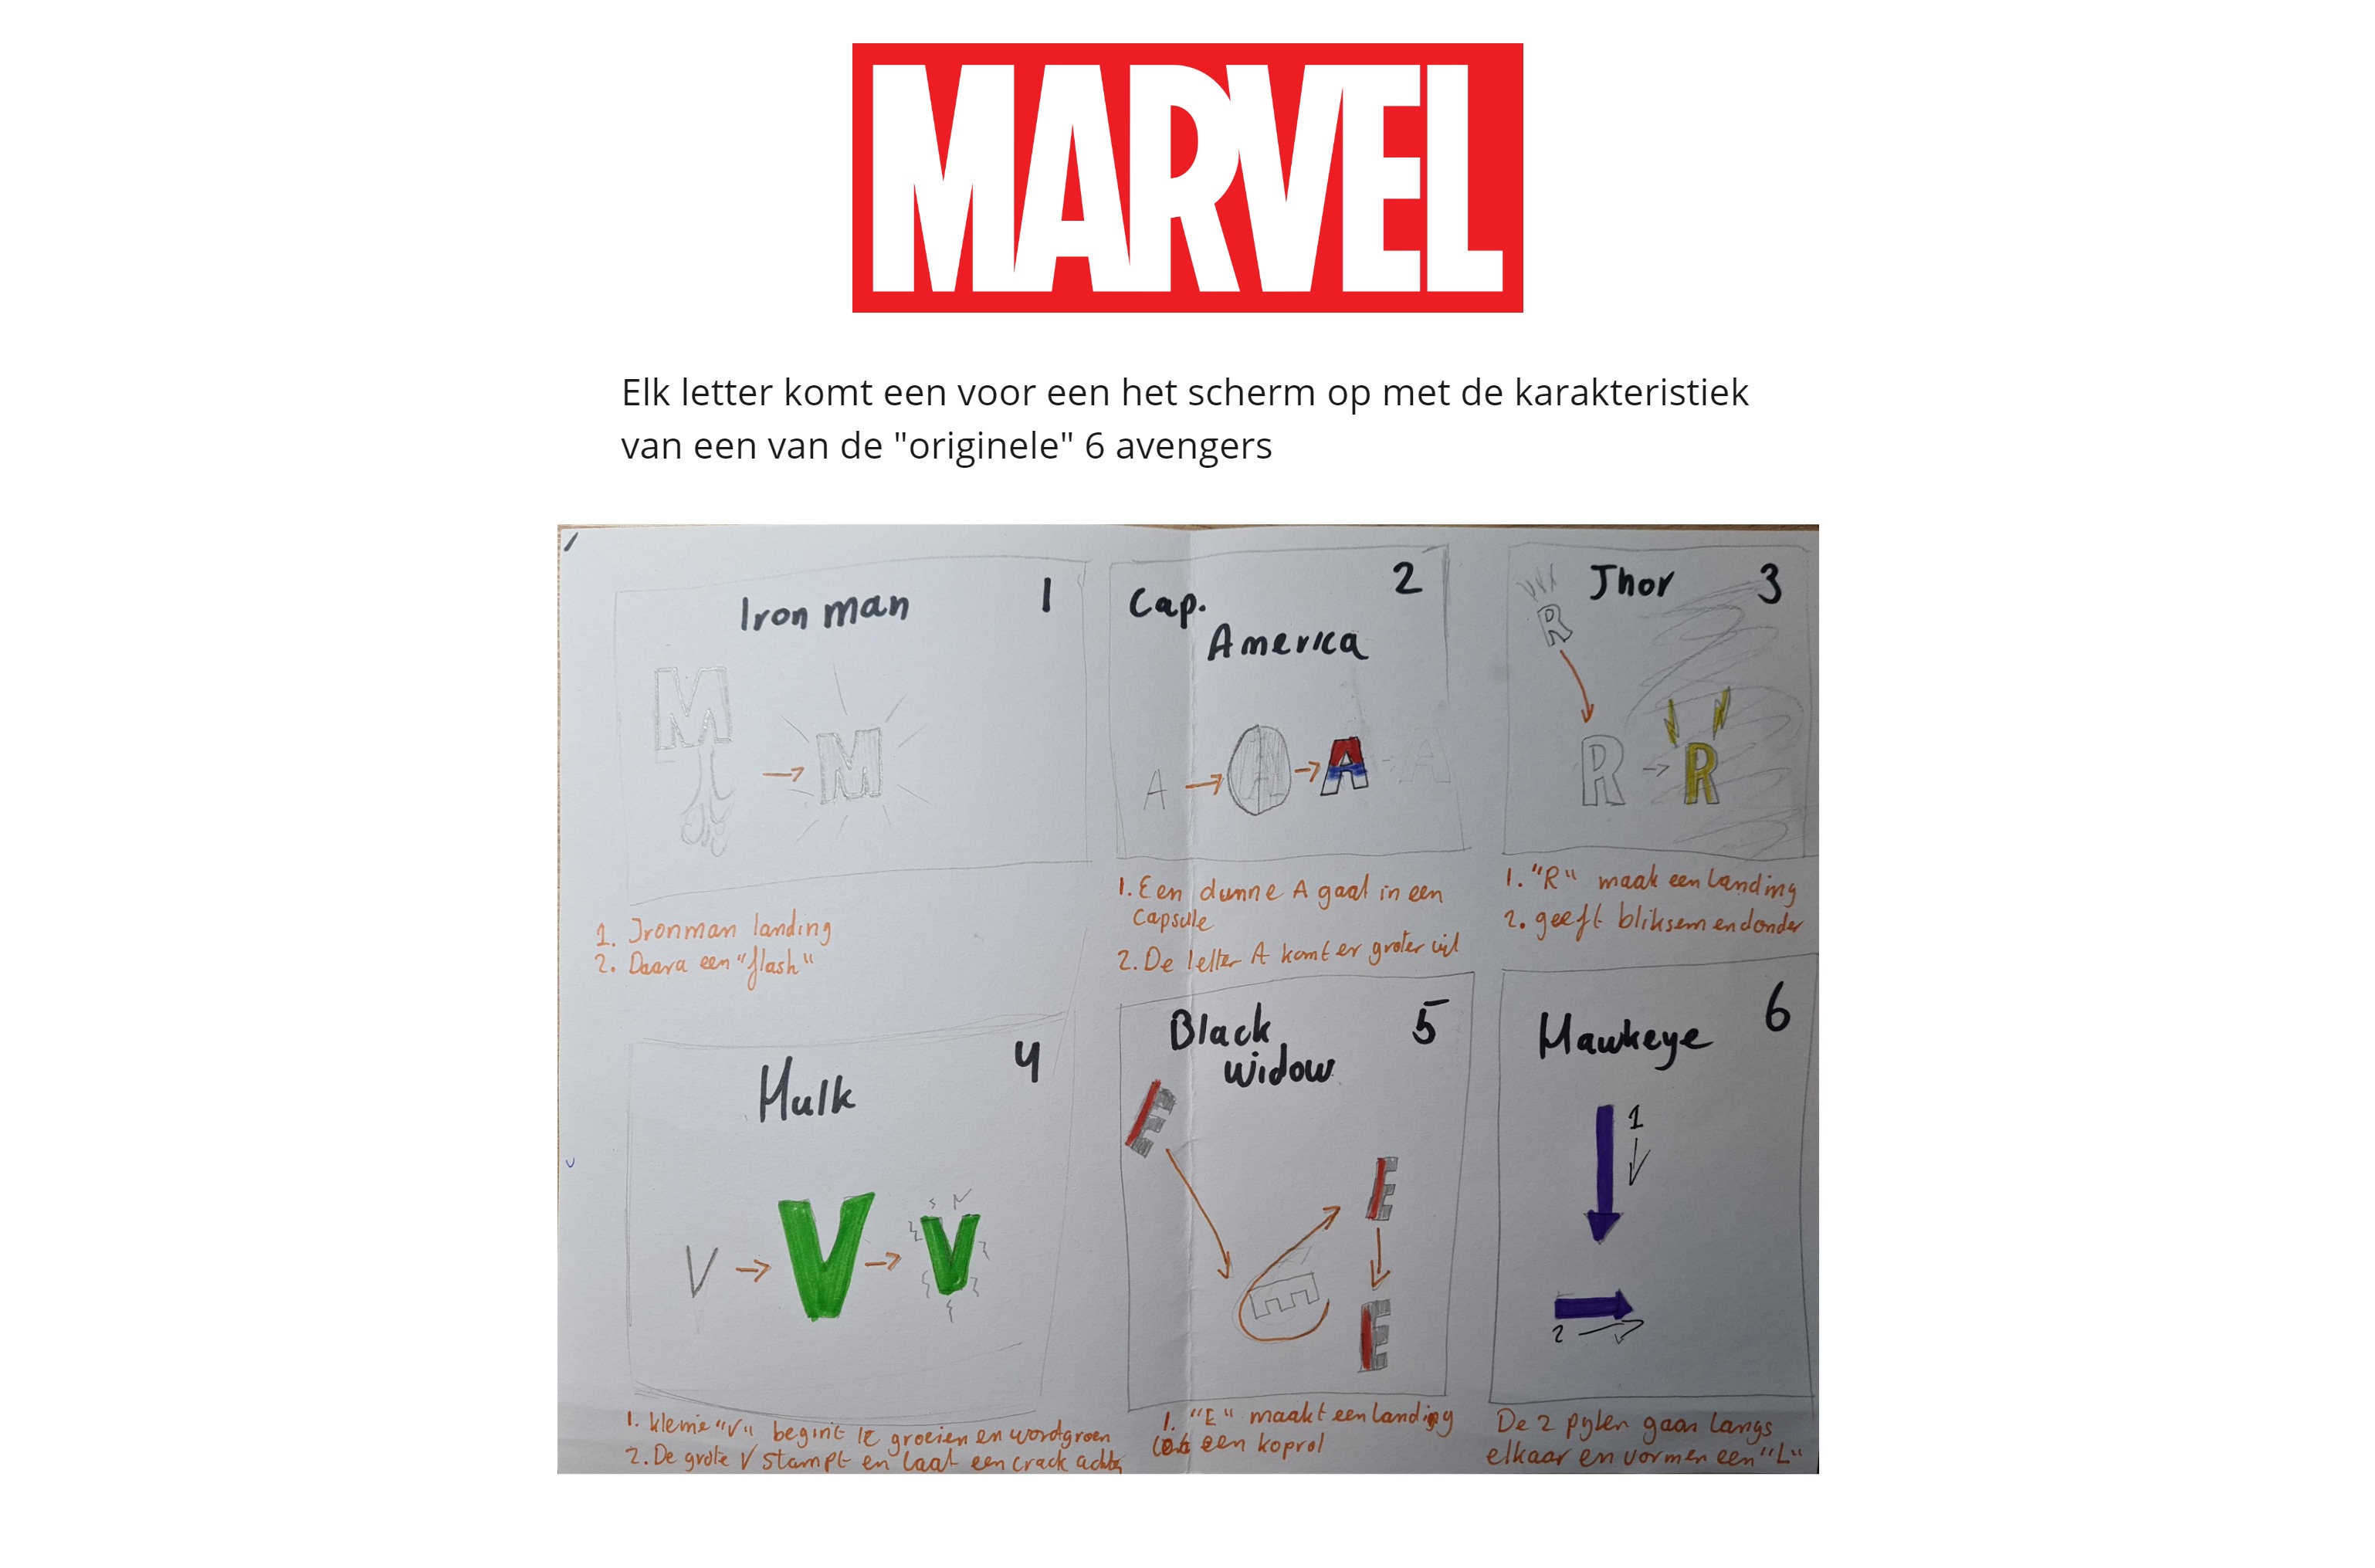 MARVEL
Elk letter komt een voor een het scherm op met de karakteristiek
van een van de "originele" 6 avengers
Iron man 1
M M
1. Ironman landing
2. Daara een "flash"
Cap. 2
America
A A A
1. Een dunne A gaat in een
Capsule
2. De letter A komt er groter uit
Thor 3
R
R R
1. "R" maak een landing
2. geeft bliksem en donder
Hulk 4
V V V
1. kleine "V" begint te groeien en wordgroen
2. De grote V stampt en laat een crack achter
Black 5
widow
E
E
E
E
1. "E" maakt een landing
een koprol
Hawkeye 6
1
2
De 2 pylen gaan langs
elkaar en vormen een "L"